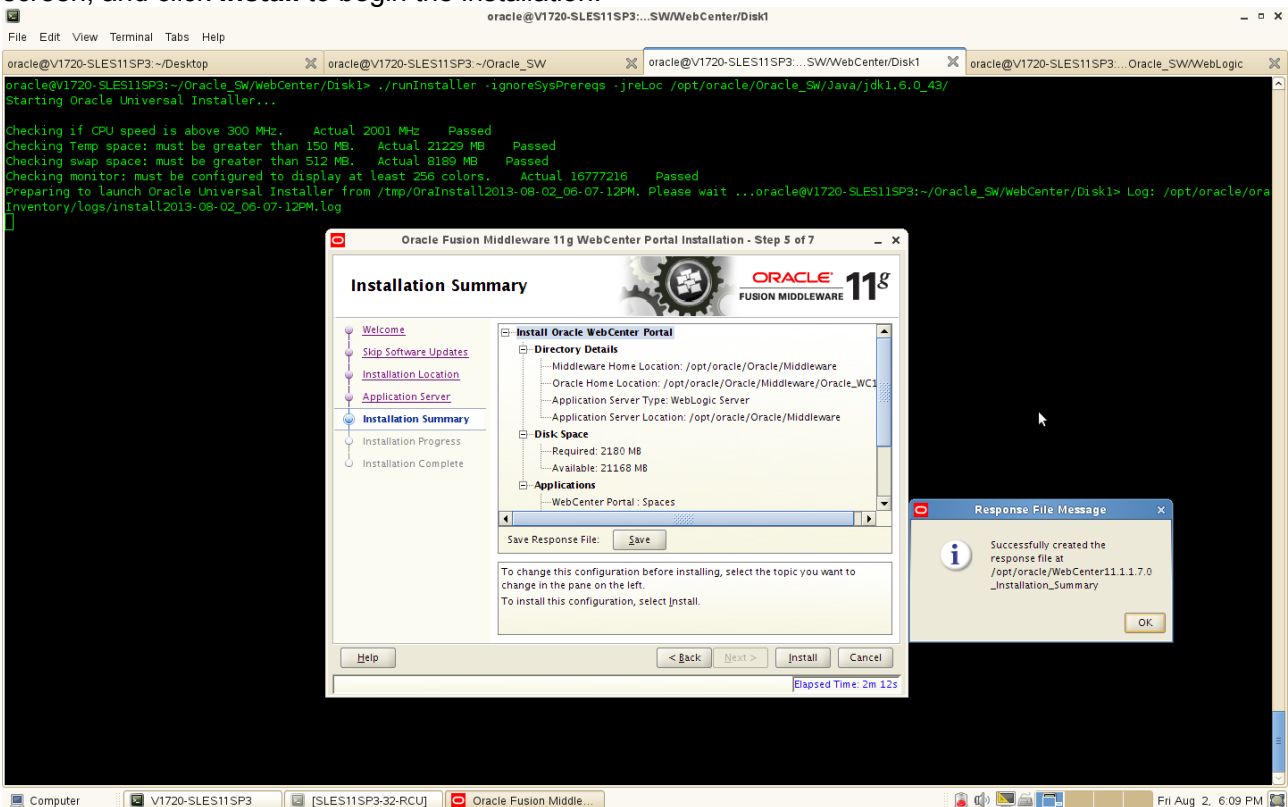 screen, and click Install to begin the installation.
oracle@V1720-SLES11SP3:...SW/WebCenter/Disk1
File Edit View Terminal Tabs Help
oracle@V1720-SLES11SP3:~/Desktop
oracle@V1720-SLES11SP3:~/Oracle_SW
oracle@V1720-SLES11SP3:...SW/WebCenter/Disk1
oracle@V1720-SLES11SP3:...Oracle_SW/WebLogic
oracle@V1720-SLES11SP3:~/Oracle_SW/WebCenter/Disk1> ./runInstaller -ignoreSysPrereqs -jreLoc /opt/oracle/Oracle_SW/Java/jdk1.6.0_43/
Starting Oracle Universal Installer...
Checking if CPU speed is above 300 MHz. Actual 2001 MHz Passed
Checking Temp space: must be greater than 150 MB. Actual 21229 MB Passed
Checking swap space: must be greater than 512 MB. Actual 8189 MB Passed
Checking monitor: must be configured to display at least 256 colors. Actual 16777216 Passed
Preparing to launch Oracle Universal Installer from /tmp/OraInstall2013-08-02_06-07-12PM. Please wait ...oracle@V1720-SLES11SP3:~/Oracle_SW/WebCenter/Disk1> Log: /opt/oracle/ora
Inventory/logs/install2013-08-02_06-07-12PM.log
Oracle Fusion Middleware 11g WebCenter Portal Installation - Step 5 of 7
Installation Summary
ORACLE
FUSION MIDDLEWARE 11g
Welcome
Skip Software Updates
Installation Location
Application Server
Installation Summary
Installation Progress
Installation Complete
Install Oracle WebCenter Portal
Directory Details
Middleware Home Location: /opt/oracle/Oracle/Middleware
Oracle Home Location: /opt/oracle/Oracle/Middleware/Oracle_WC1
Application Server Type: WebLogic Server
Application Server Location: /opt/oracle/Oracle/Middleware
Disk Space
Required: 2180 MB
Available: 21168 MB
Applications
WebCenter Portal : Spaces
Save Response File: Save
To change this configuration before installing, select the topic you want to
change in the pane on the left.
To install this configuration, select Install.
Help < Back Next > Install Cancel
Elapsed Time: 2m 12s
Response File Message
Successfully created the
response file at
/opt/oracle/WebCenter11.1.1.7.0
_Installation_Summary
OK
Computer V1720-SLES11SP3 [SLES11SP3-32-RCU] Oracle Fusion Middle... Fri Aug 2, 6:09 PM